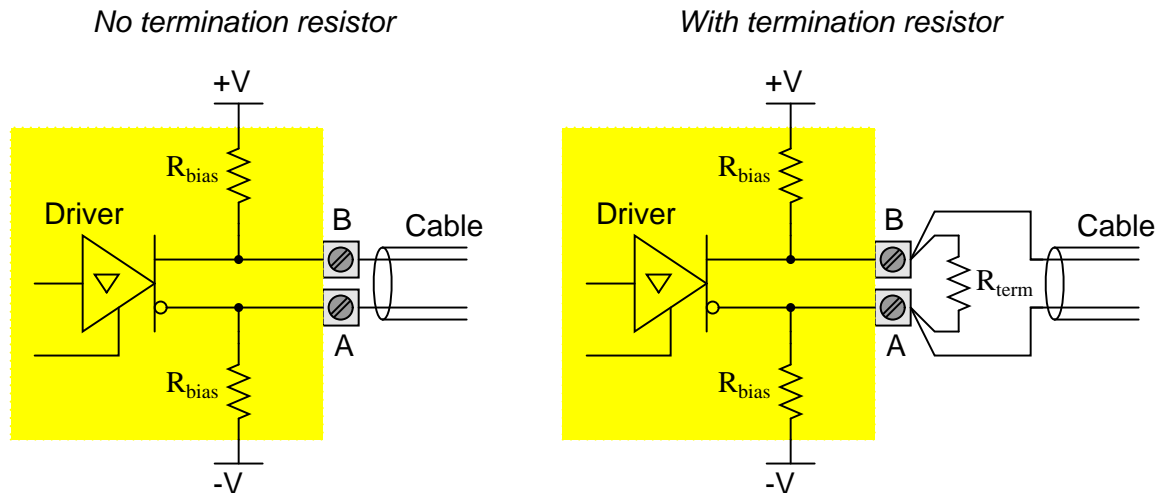 No termination resistor
+V
Rbias
Driver
B
Cable
A
Rbias
-V
With termination resistor
+V
Rbias
Driver
B
Cable
Rterm
A
Rbias
-V